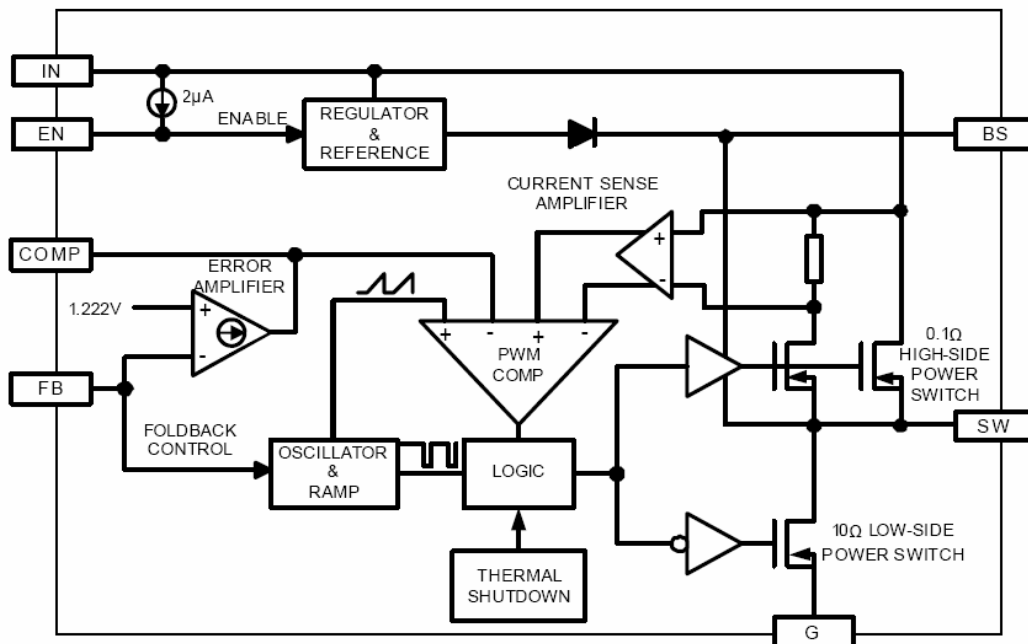 IN
2µA
EN
ENABLE
REGULATOR
&
REFERENCE
BS
CURRENT SENSE
AMPLIFIER
+
-
COMP
ERROR
AMPLIFIER
1.222V
+
-
+
-
+
-
PWM
COMP
0.1Ω
HIGH-SIDE
POWER
SWITCH
FB
SW
FOLDBACK
CONTROL
OSCILLATOR
&
RAMP
LOGIC
10Ω LOW-SIDE
POWER SWITCH
THERMAL
SHUTDOWN
G